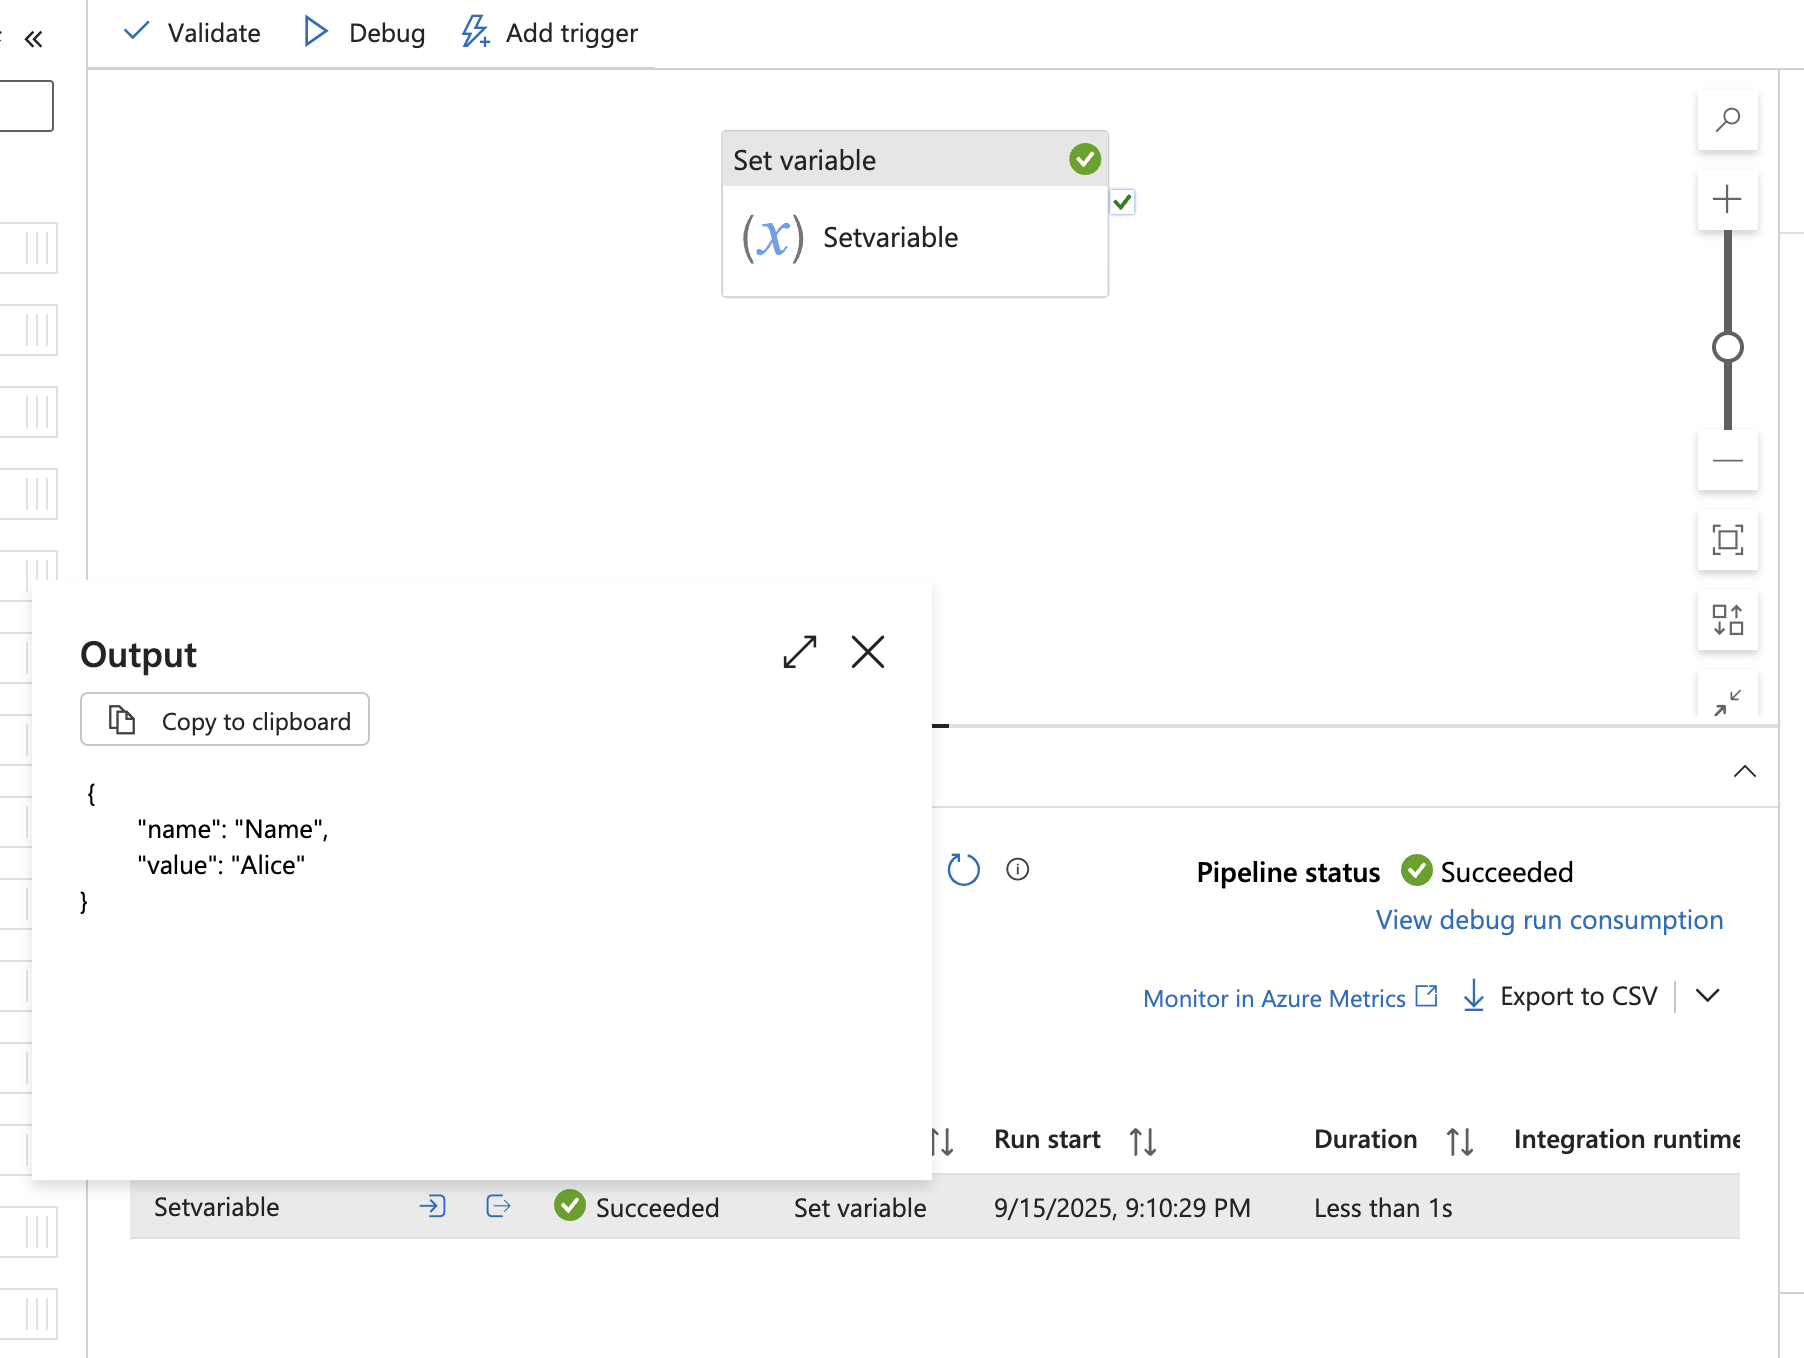 Validate
Debug
Add trigger
Set variable
(x) Setvariable
Output
Copy to clipboard
{
"name": "Name",
"value": "Alice"
}
Pipeline status Succeeded
View debug run consumption
Monitor in Azure Metrics
Export to CSV
Run start
Duration
Integration runtime
Setvariable
Succeeded
Set variable
9/15/2025, 9:10:29 PM
Less than 1s